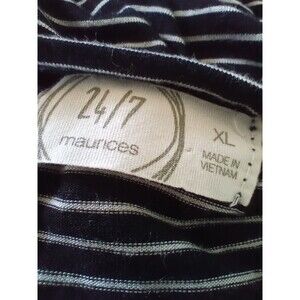 24/7
maurices
XL
MADE IN
VIETNAM